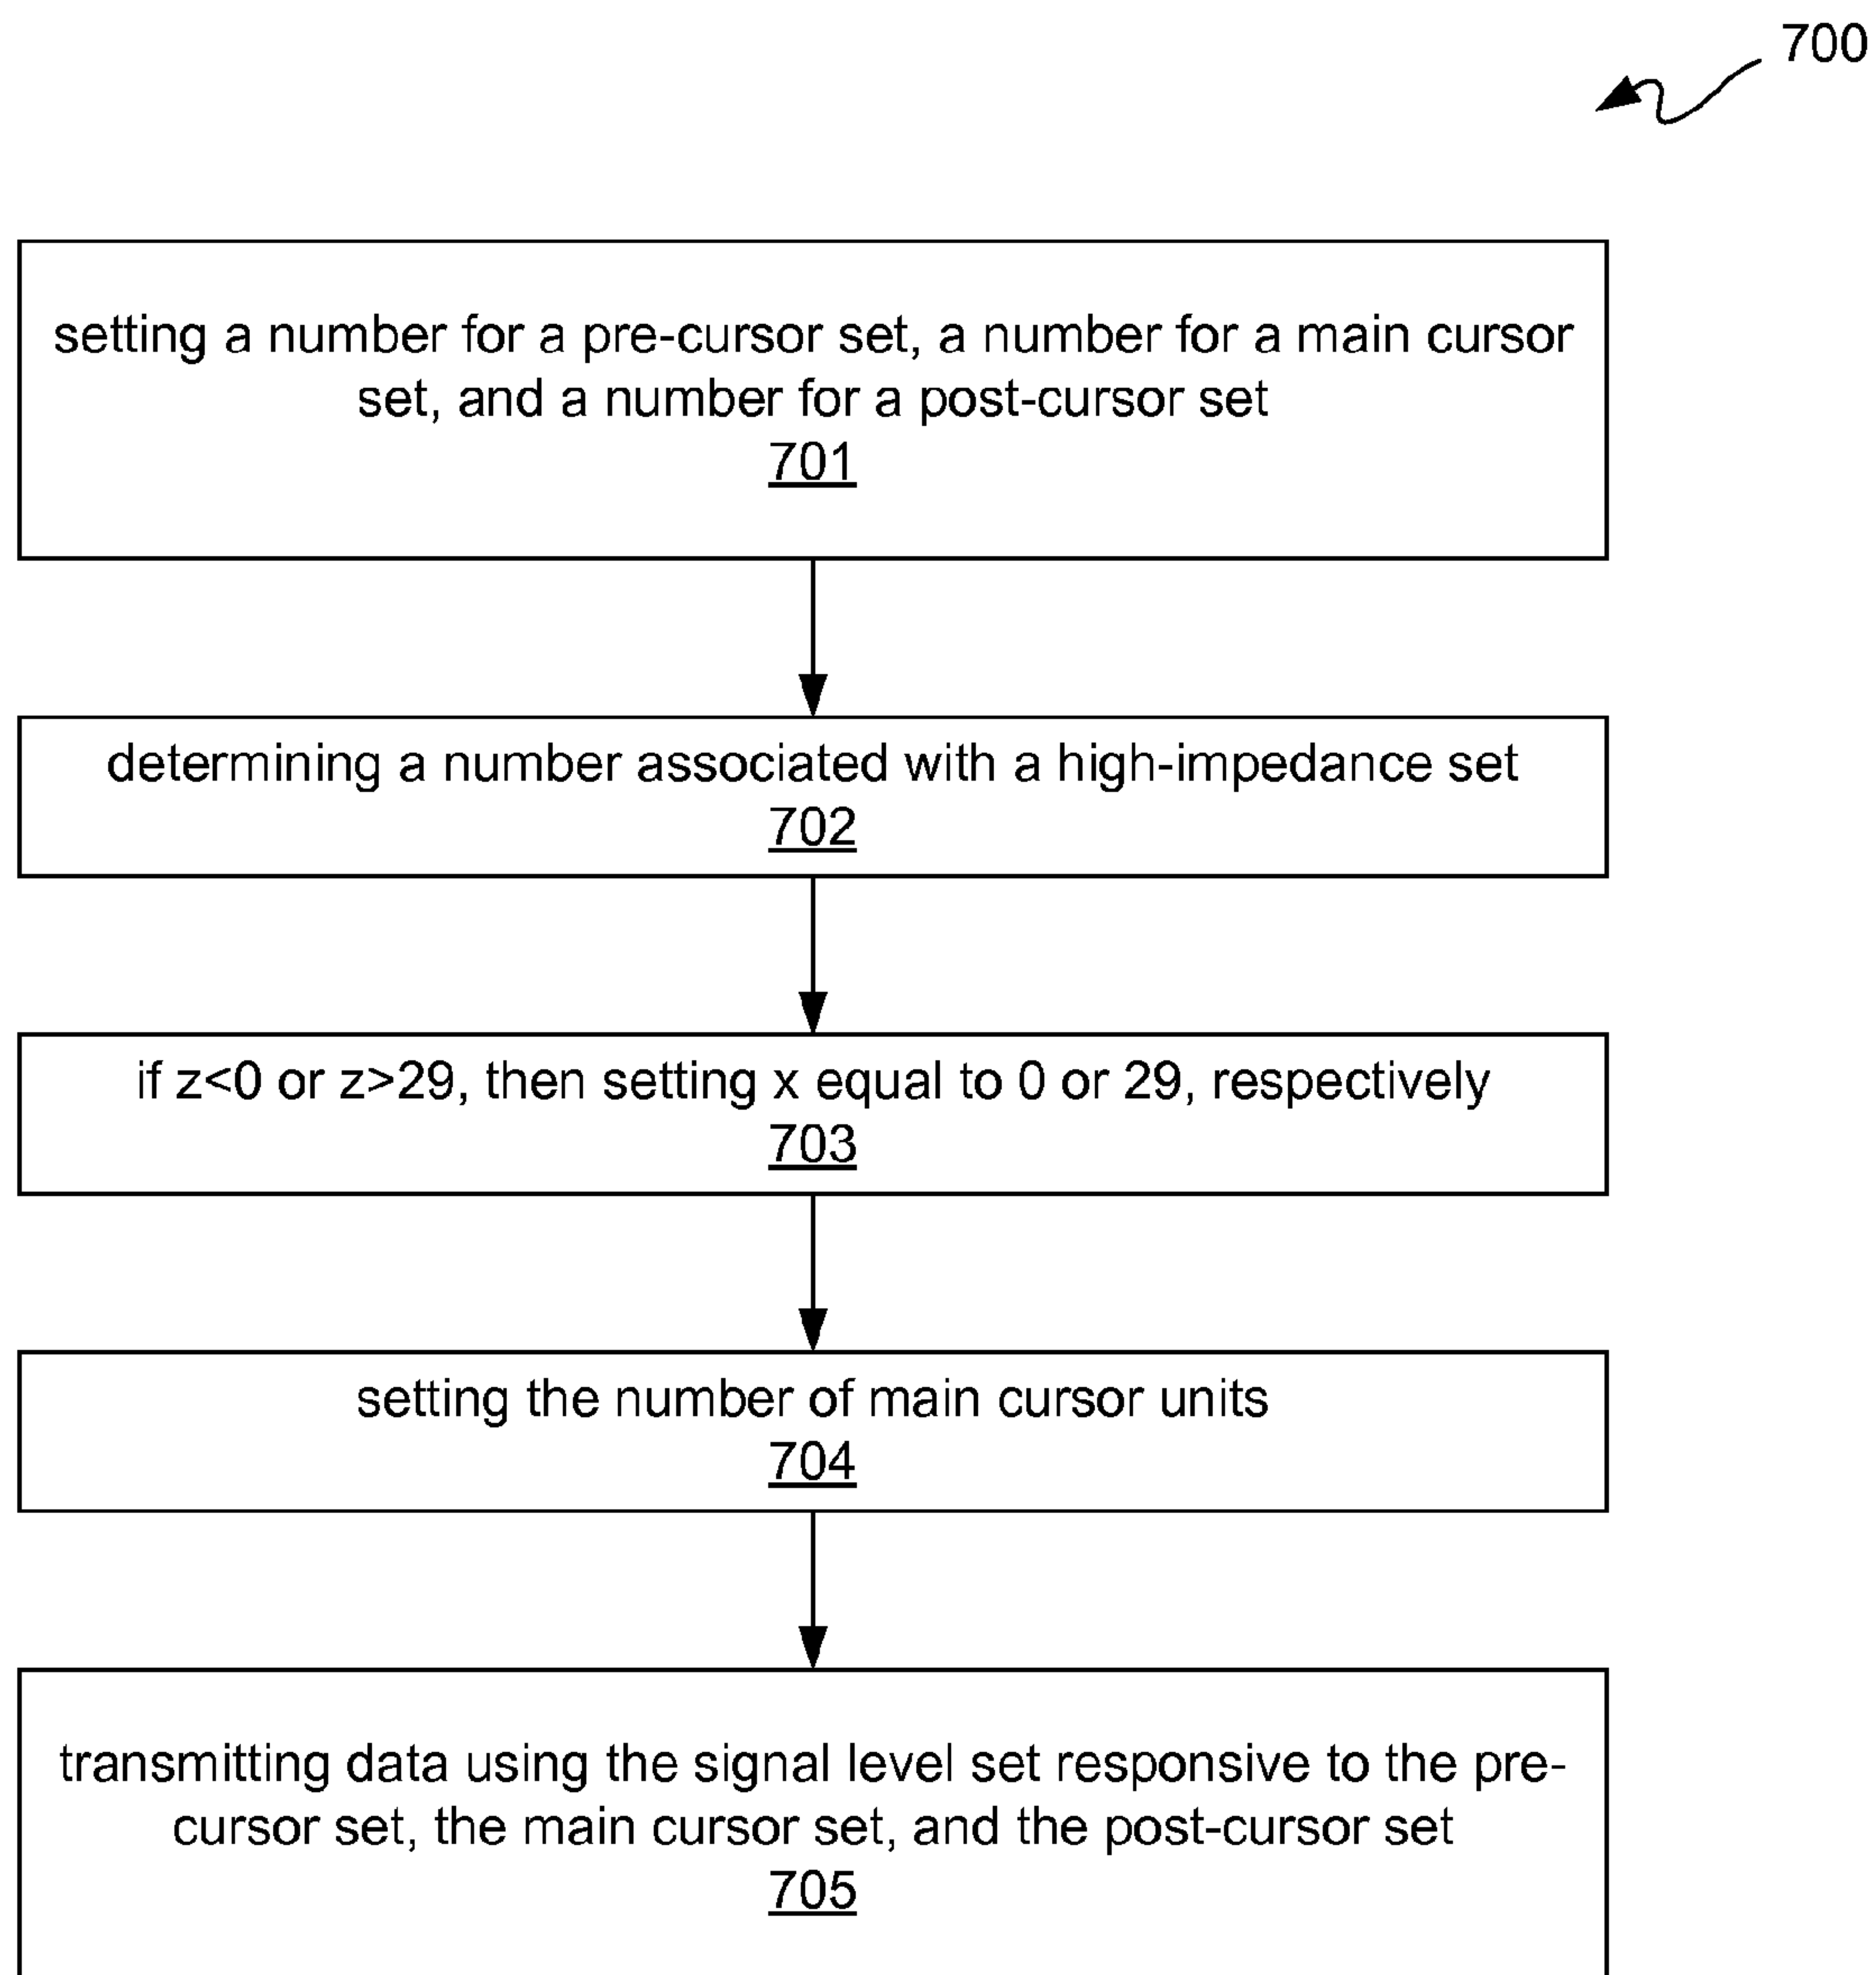 700
setting a number for a pre-cursor set, a number for a main cursor
set, and a number for a post-cursor set
701
determining a number associated with a high-impedance set
702
if z<0 or z>29, then setting x equal to 0 or 29, respectively
703
setting the number of main cursor units
704
transmitting data using the signal level set responsive to the pre-
cursor set, the main cursor set, and the post-cursor set
705